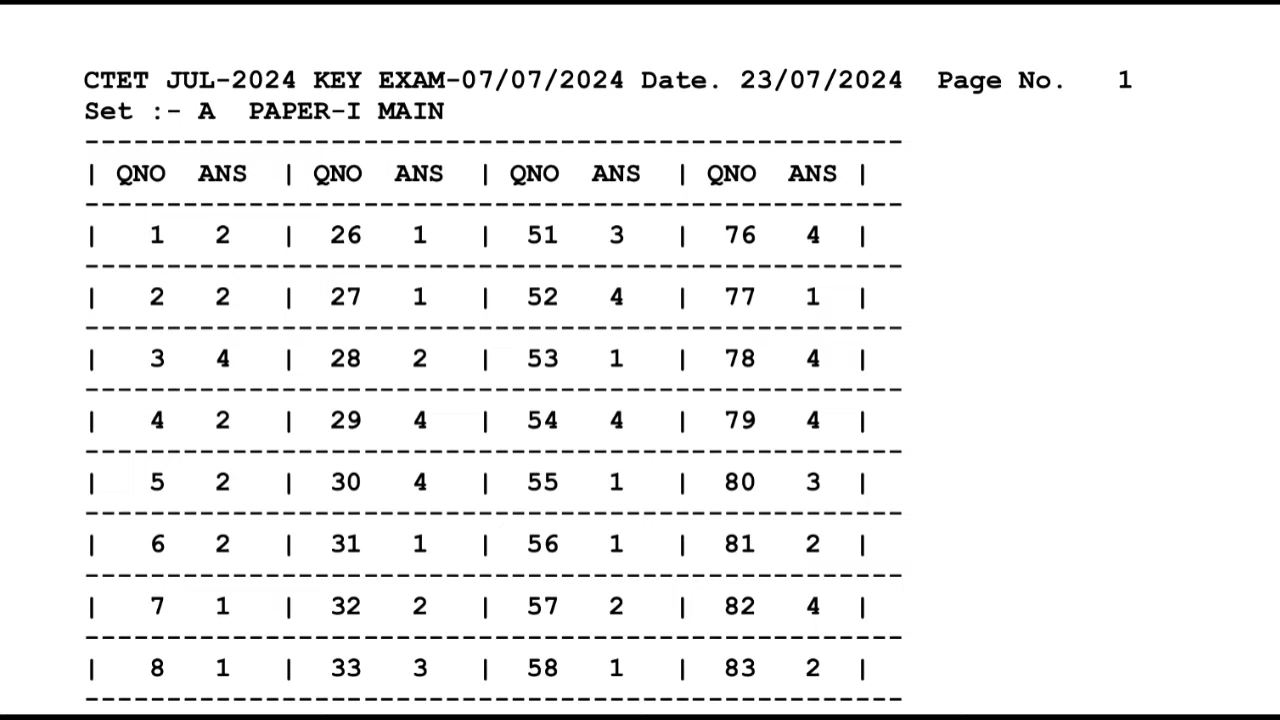 CTET JUL-2024 KEY EXAM-07/07/2024 Date. 23/07/2024 Page No. 1
Set :- A PAPER-I MAIN
--------------------------------------------------
| QNO ANS | QNO ANS | QNO ANS | QNO ANS |
--------------------------------------------------
| 1 2 | 26 1 | 51 3 | 76 4 |
--------------------------------------------------
| 2 2 | 27 1 | 52 4 | 77 1 |
--------------------------------------------------
| 3 4 | 28 2 | 53 1 | 78 4 |
--------------------------------------------------
| 4 2 | 29 4 | 54 4 | 79 4 |
--------------------------------------------------
| 5 2 | 30 4 | 55 1 | 80 3 |
--------------------------------------------------
| 6 2 | 31 1 | 56 1 | 81 2 |
--------------------------------------------------
| 7 1 | 32 2 | 57 2 | 82 4 |
--------------------------------------------------
| 8 1 | 33 3 | 58 1 | 83 2 |
--------------------------------------------------